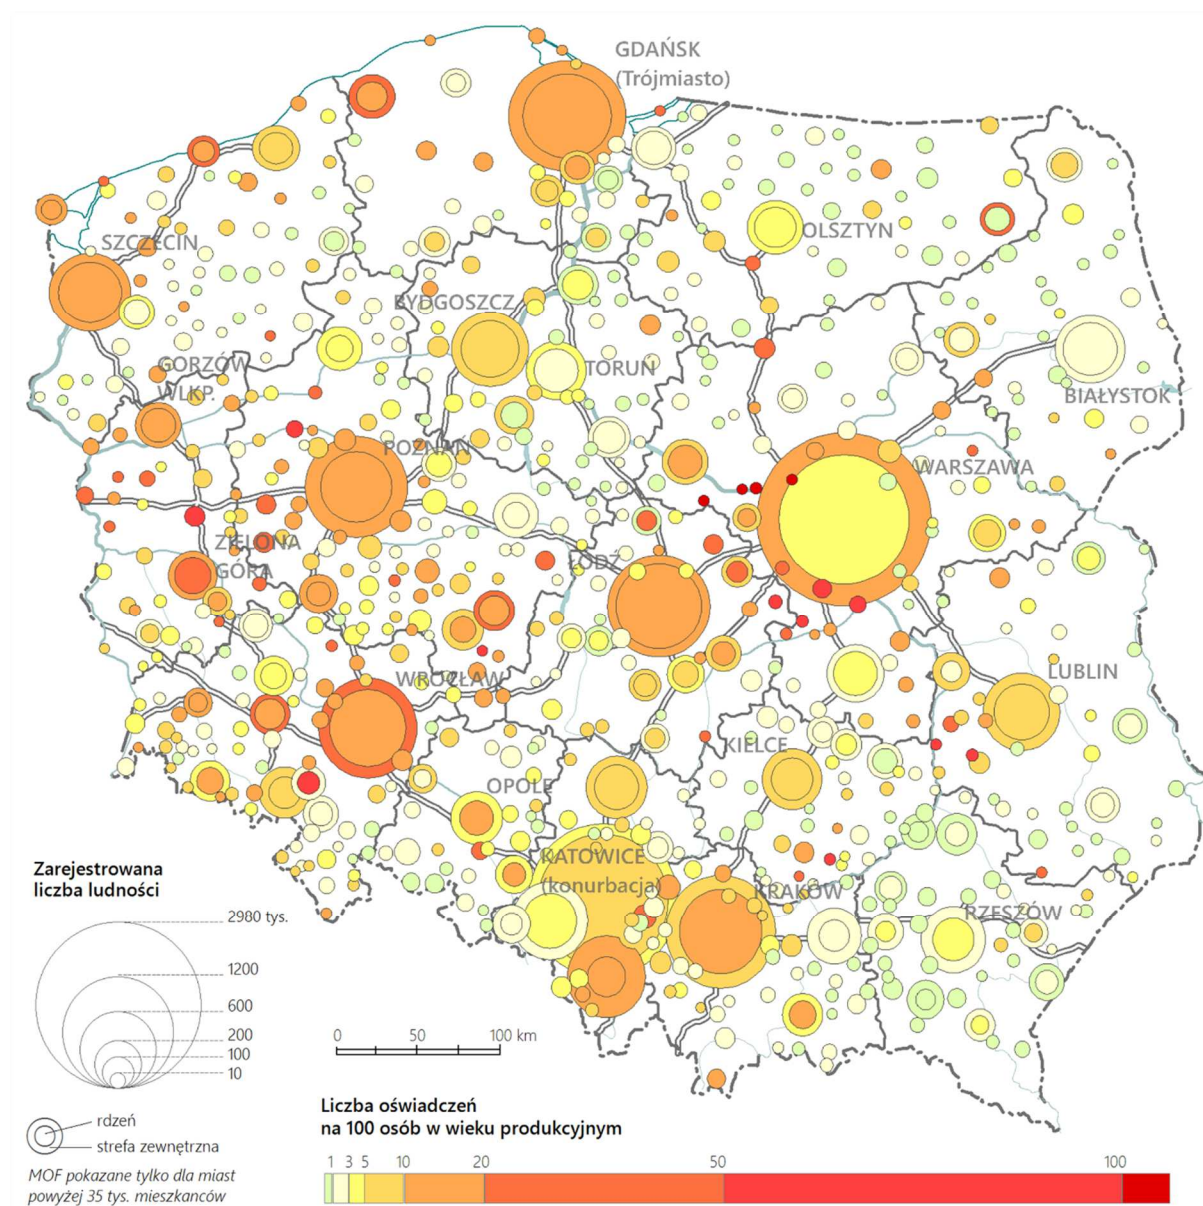 GDAŃSK
(Trójmiasto)
SZCZECIN
OLSZTYN
BYDGOSZCZ
GORZÓW
WLKP.
TORUŃ
BIAŁYSTOK
POZNAŃ
WARSZAWA
ZIELONA
GÓRA
ŁÓDŹ
WROCŁAW
LUBLIN
KIELCE
OPOLE
KATOWICE
(konurbacja)
KRAKÓW
RZESZÓW
Zarejestrowana
liczba ludności
2980 tys.
1200
600
200
100
10
rdzeń
strefa zewnętrzna
MOF pokazane tylko dla miast
powyżej 35 tys. mieszkanców
0 50 100 km
Liczba oświadczeń
na 100 osób w wieku produkcyjnym
1 3 5 10 20 50 100